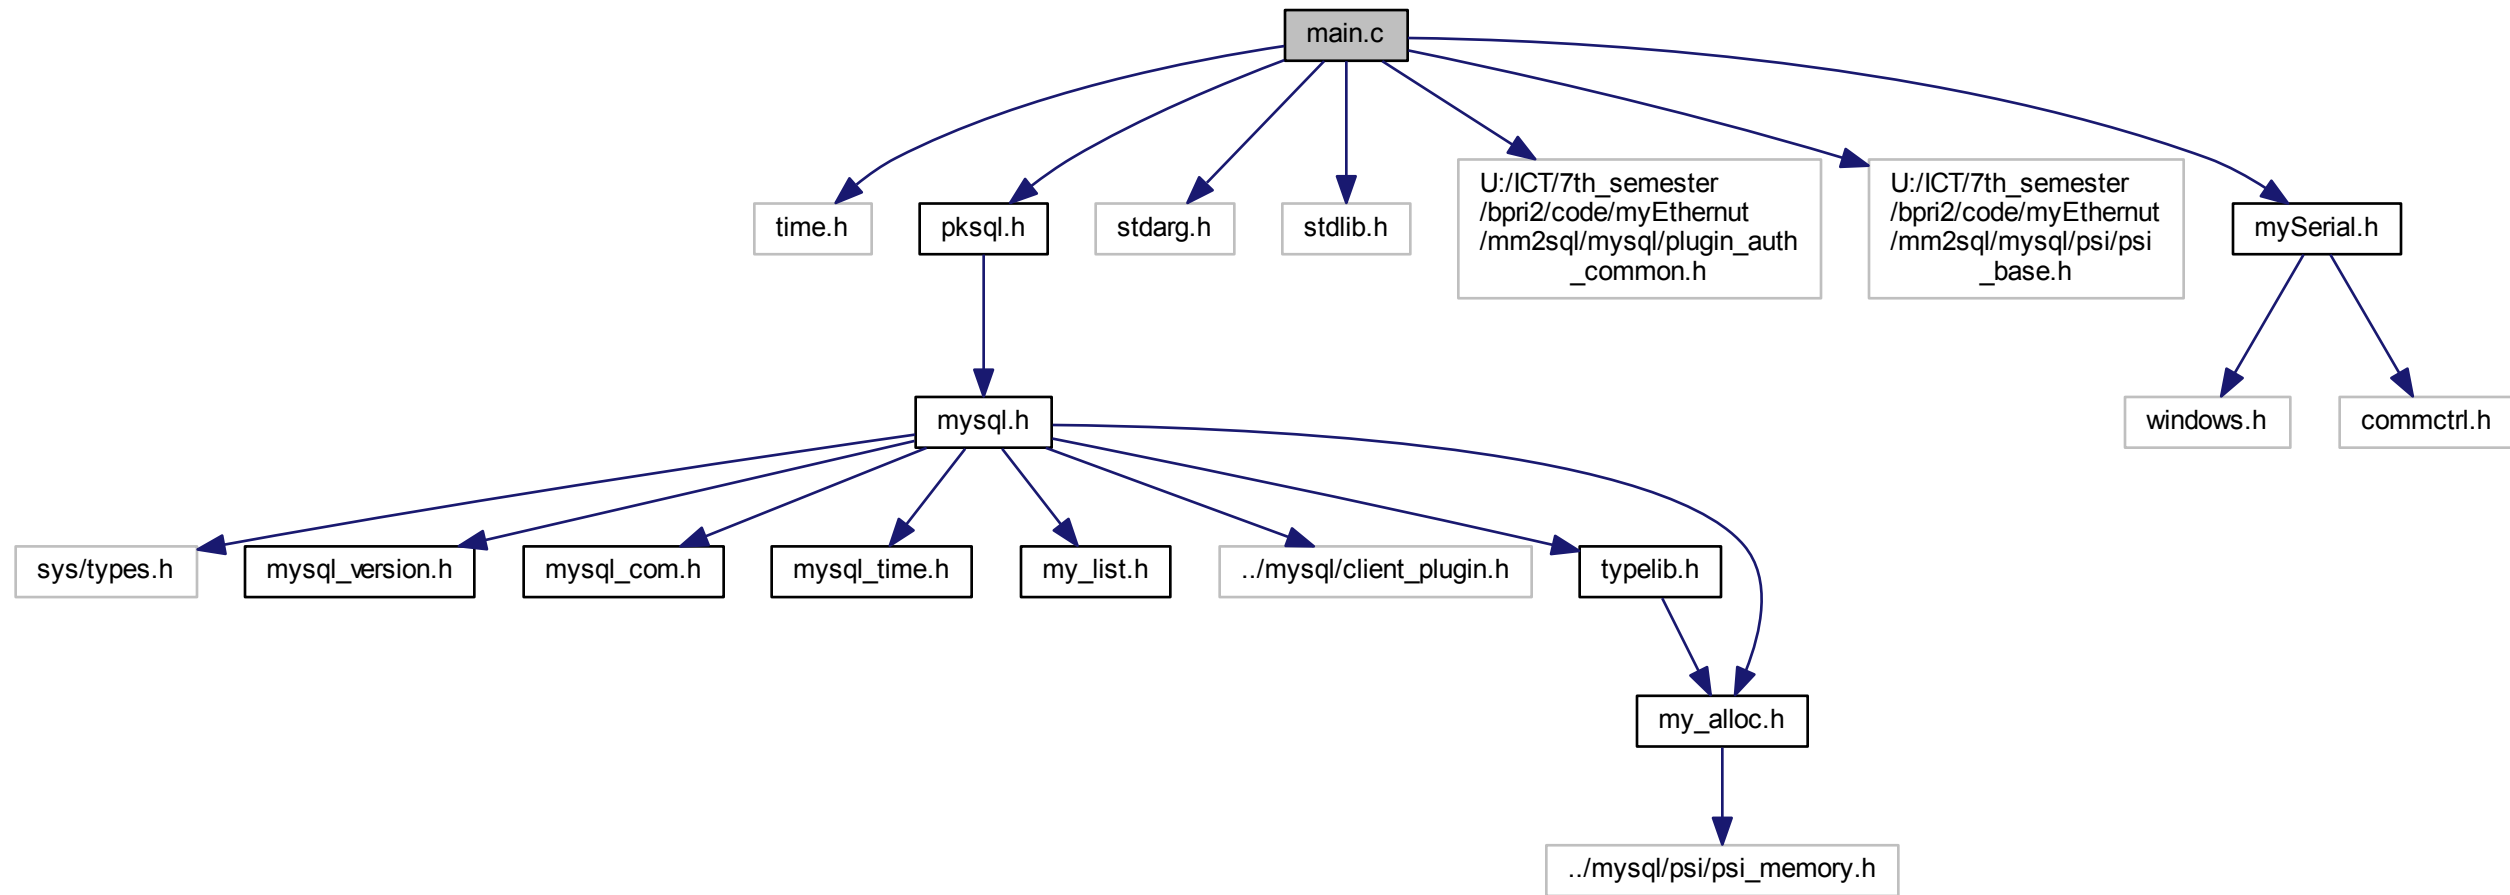 main.c
time.h
pksql.h
stdarg.h
stdlib.h
U:/ICT/7th_semester
/bpri2/code/myEthernut
/mm2sql/mysql/plugin_auth
_common.h
U:/ICT/7th_semester
/bpri2/code/myEthernut
/mm2sql/mysql/psi/psi
_base.h
mySerial.h
mysql.h
windows.h
commctrl.h
sys/types.h
mysql_version.h
mysql_com.h
mysql_time.h
my_list.h
../mysql/client_plugin.h
typelib.h
my_alloc.h
../mysql/psi/psi_memory.h